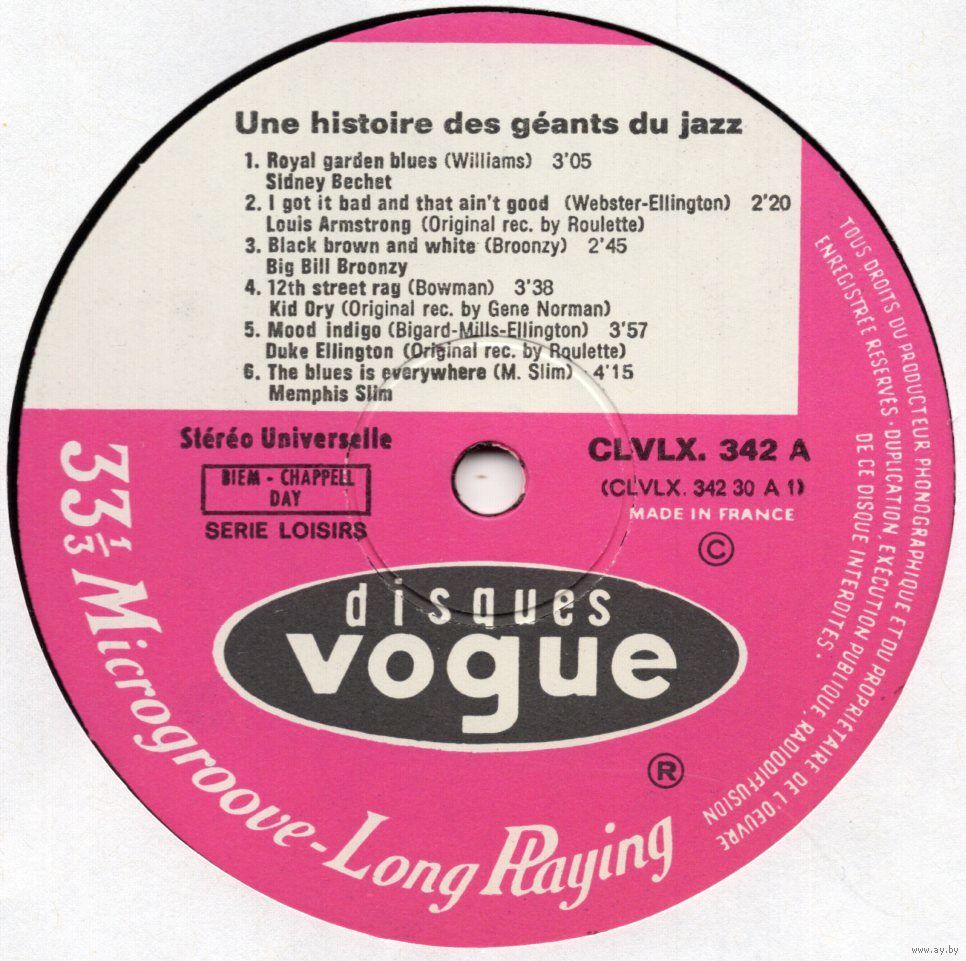 Une histoire des géants du jazz
1. Royal garden blues (Williams) 3'05
Sidney Bechet
2. I got it bad and that ain't good (Webster-Ellington) 2'20
Louis Armstrong (Original rec. by Roulette)
3. Black brown and white (Broonzy) 2'45
Big Bill Broonzy
4. 12th street rag (Bowman) 3'38
Kid Ory (Original rec. by Gene Norman)
5. Mood indigo (Bigard-Mills-Ellington) 3'57
Duke Ellington (Original rec. by Roulette)
6. The blues is everywhere (M. Slim) 4'15
Memphis Slim
Stéréo Universelle
BIEM - CHAPPELL
DAY
SERIE LOISIRS
CLVLX. 342 A
(CLVLX. 342 30 A 1)
MADE IN FRANCE
©
disques
vogue
®
33 1/3 Microgroove - Long Playing
TOUS DROITS DU PRODUCTEUR PHONOGRAPHIQUE ET DU PROPRIÉTAIRE DE L'OEUVRE
ENREGISTRÉE RESERVÉS · DUPLICATION, EXÉCUTION PUBLIQUE, RADIODIFFUSION
DE CE DISQUE INTERDITES.
www.ay.by